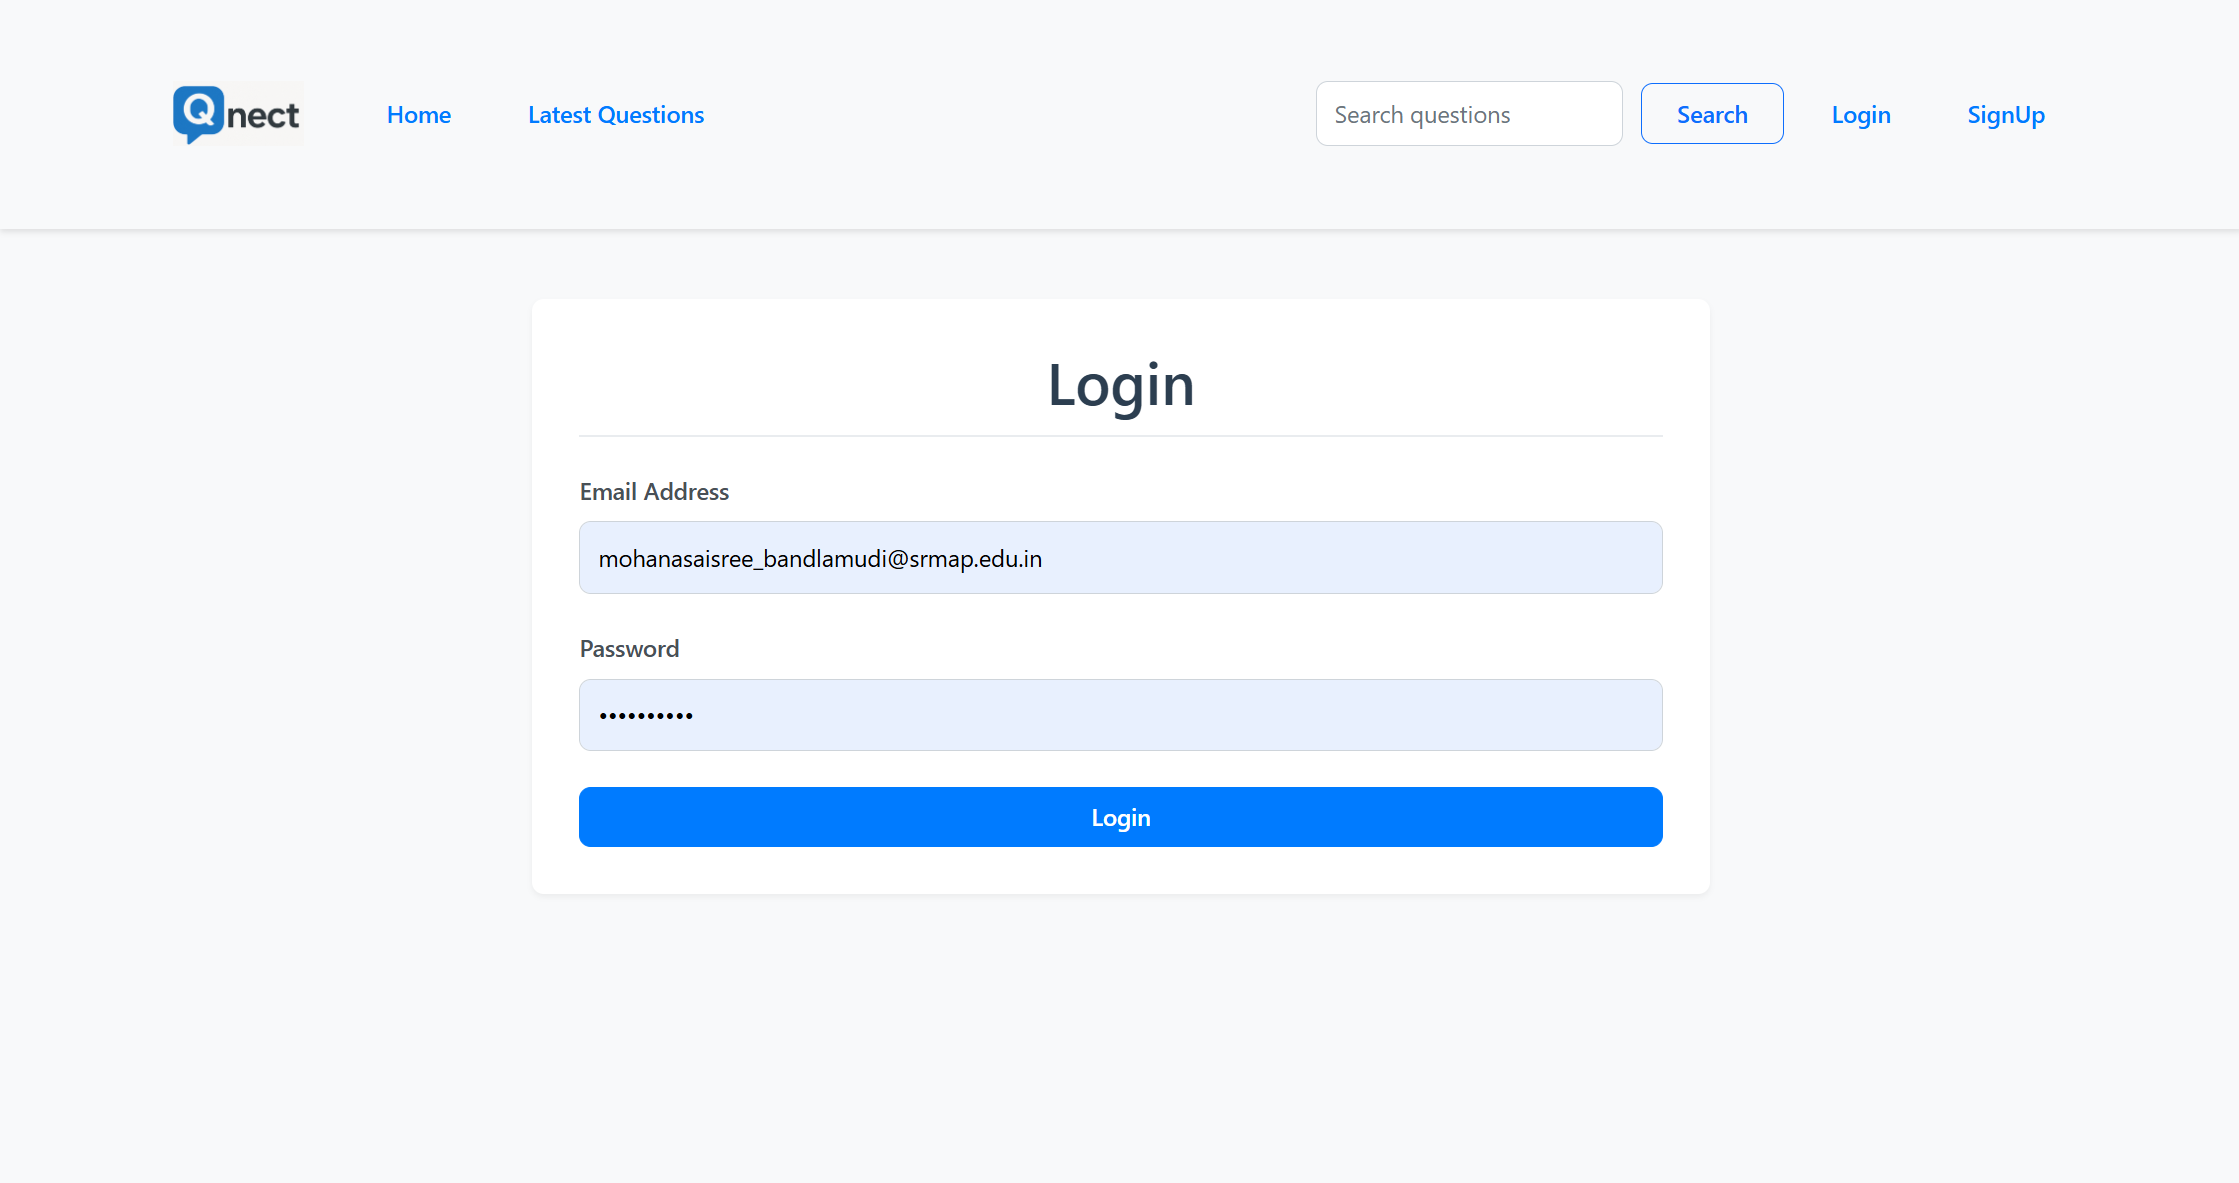 Qnect Home Latest Questions Search questions Search Login SignUp
Login
Email Address
mohanasaisree_bandlamudi@srmap.edu.in
Password
••••••••••
Login